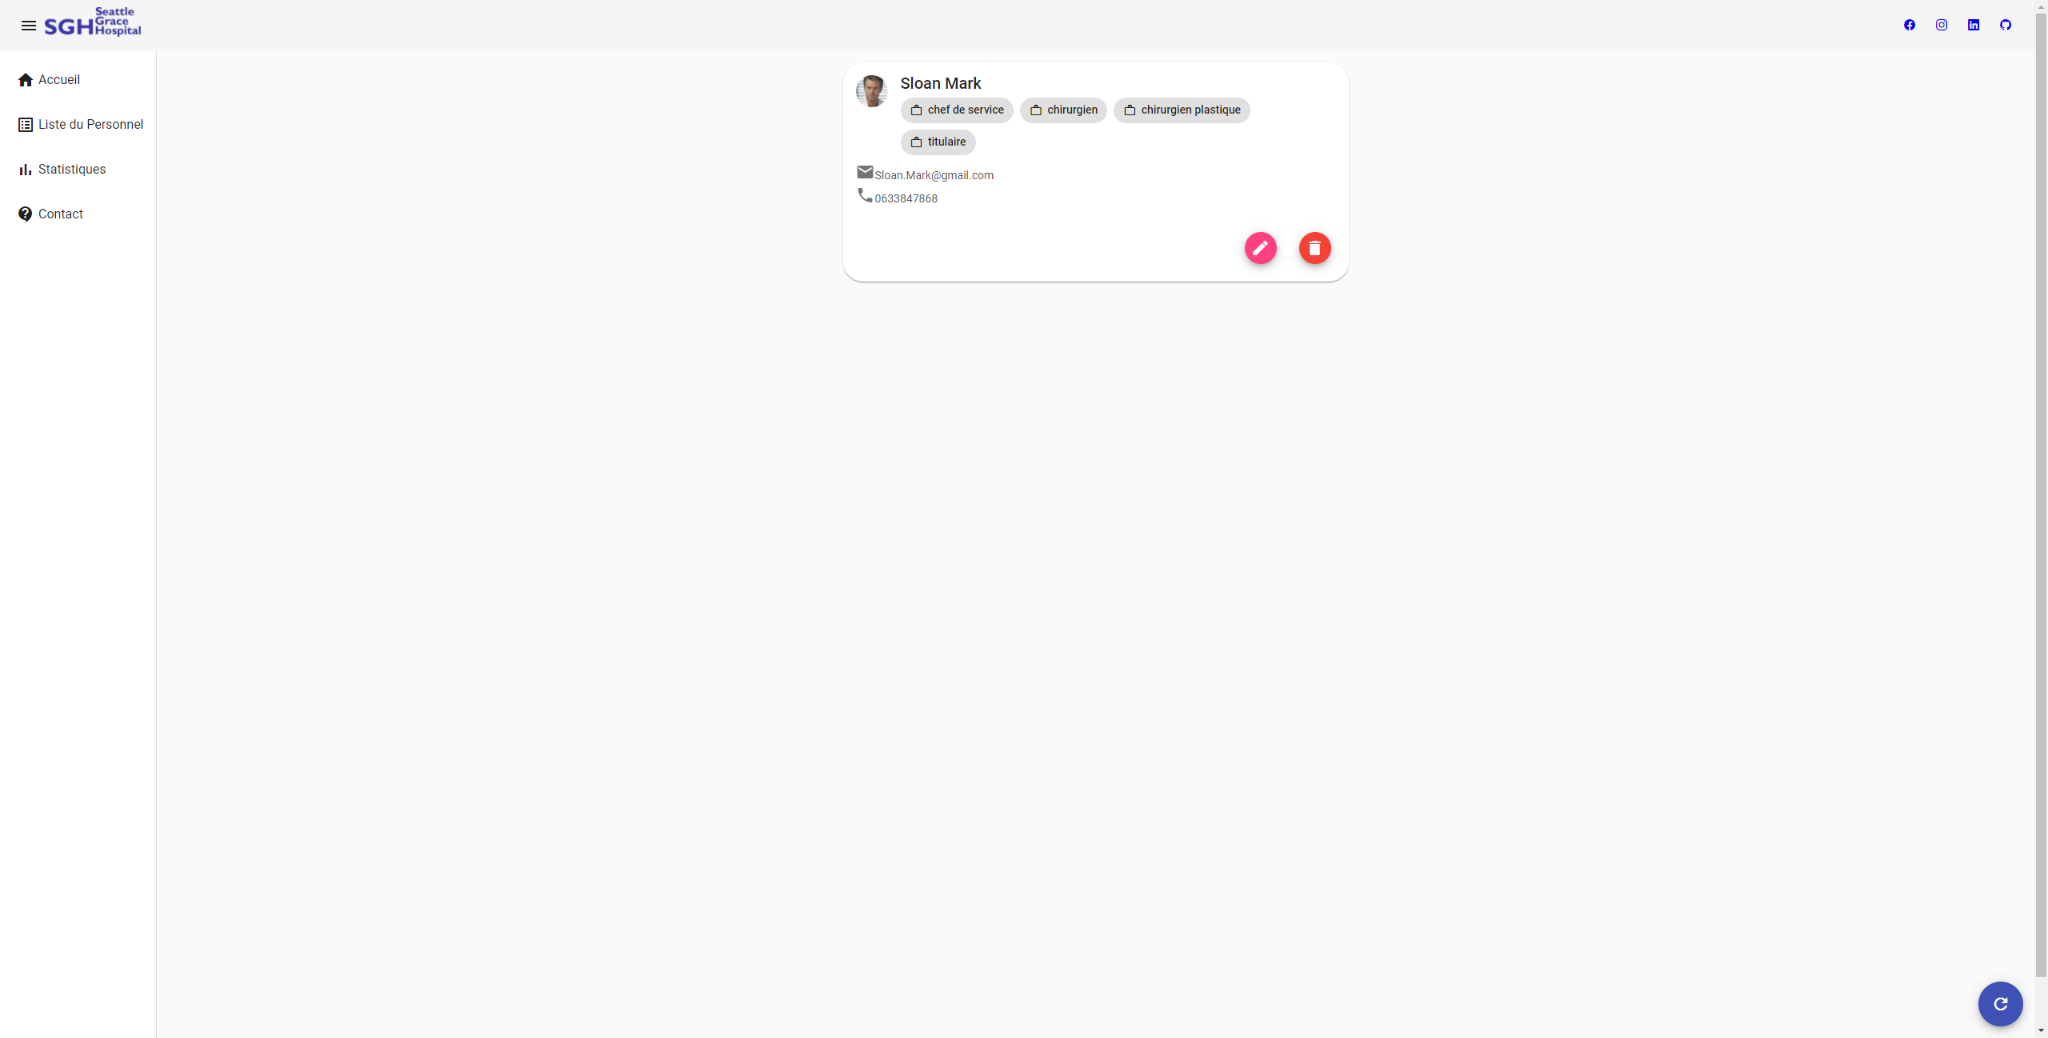 SGH Seattle
Grace
Hospital
Accueil
Liste du Personnel
Statistiques
Contact
Sloan Mark
chef de service chirurgien chirurgien plastique
titulaire
Sloan.Mark@gmail.com
0633847868